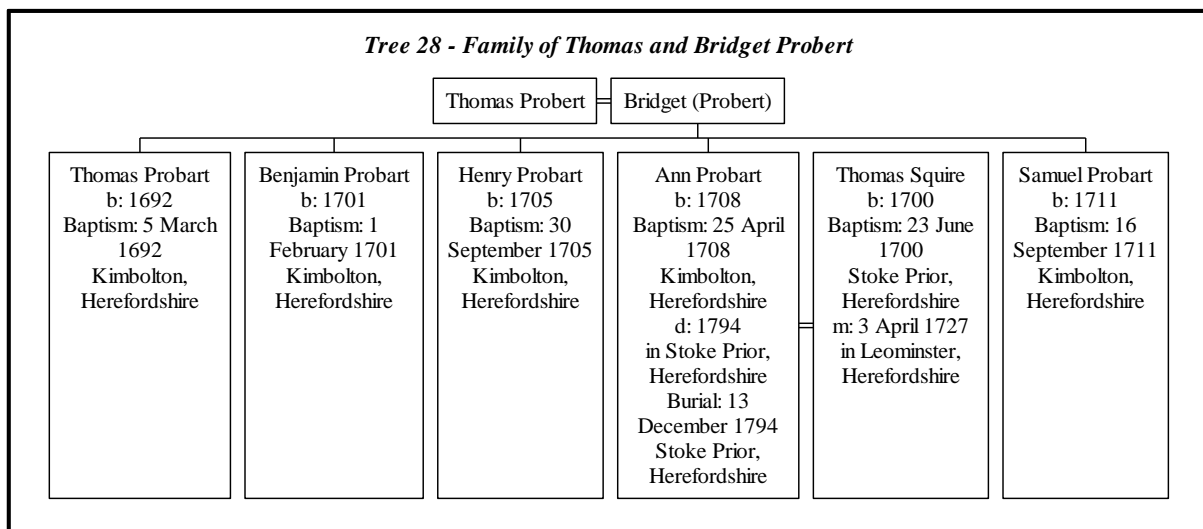 Tree 28 - Family of Thomas and Bridget Probert
Thomas Probert
Bridget (Probert)
Thomas Probart
b: 1692
Baptism: 5 March
1692
Kimbolton,
Herefordshire
Benjamin Probart
b: 1701
Baptism: 1
February 1701
Kimbolton,
Herefordshire
Henry Probart
b: 1705
Baptism: 30
September 1705
Kimbolton,
Herefordshire
Ann Probart
b: 1708
Baptism: 25 April
1708
Kimbolton,
Herefordshire
d: 1794
in Stoke Prior,
Herefordshire
Burial: 13
December 1794
Stoke Prior,
Herefordshire
Thomas Squire
b: 1700
Baptism: 23 June
1700
Stoke Prior,
Herefordshire
m: 3 April 1727
in Leominster,
Herefordshire
Samuel Probart
b: 1711
Baptism: 16
September 1711
Kimbolton,
Herefordshire